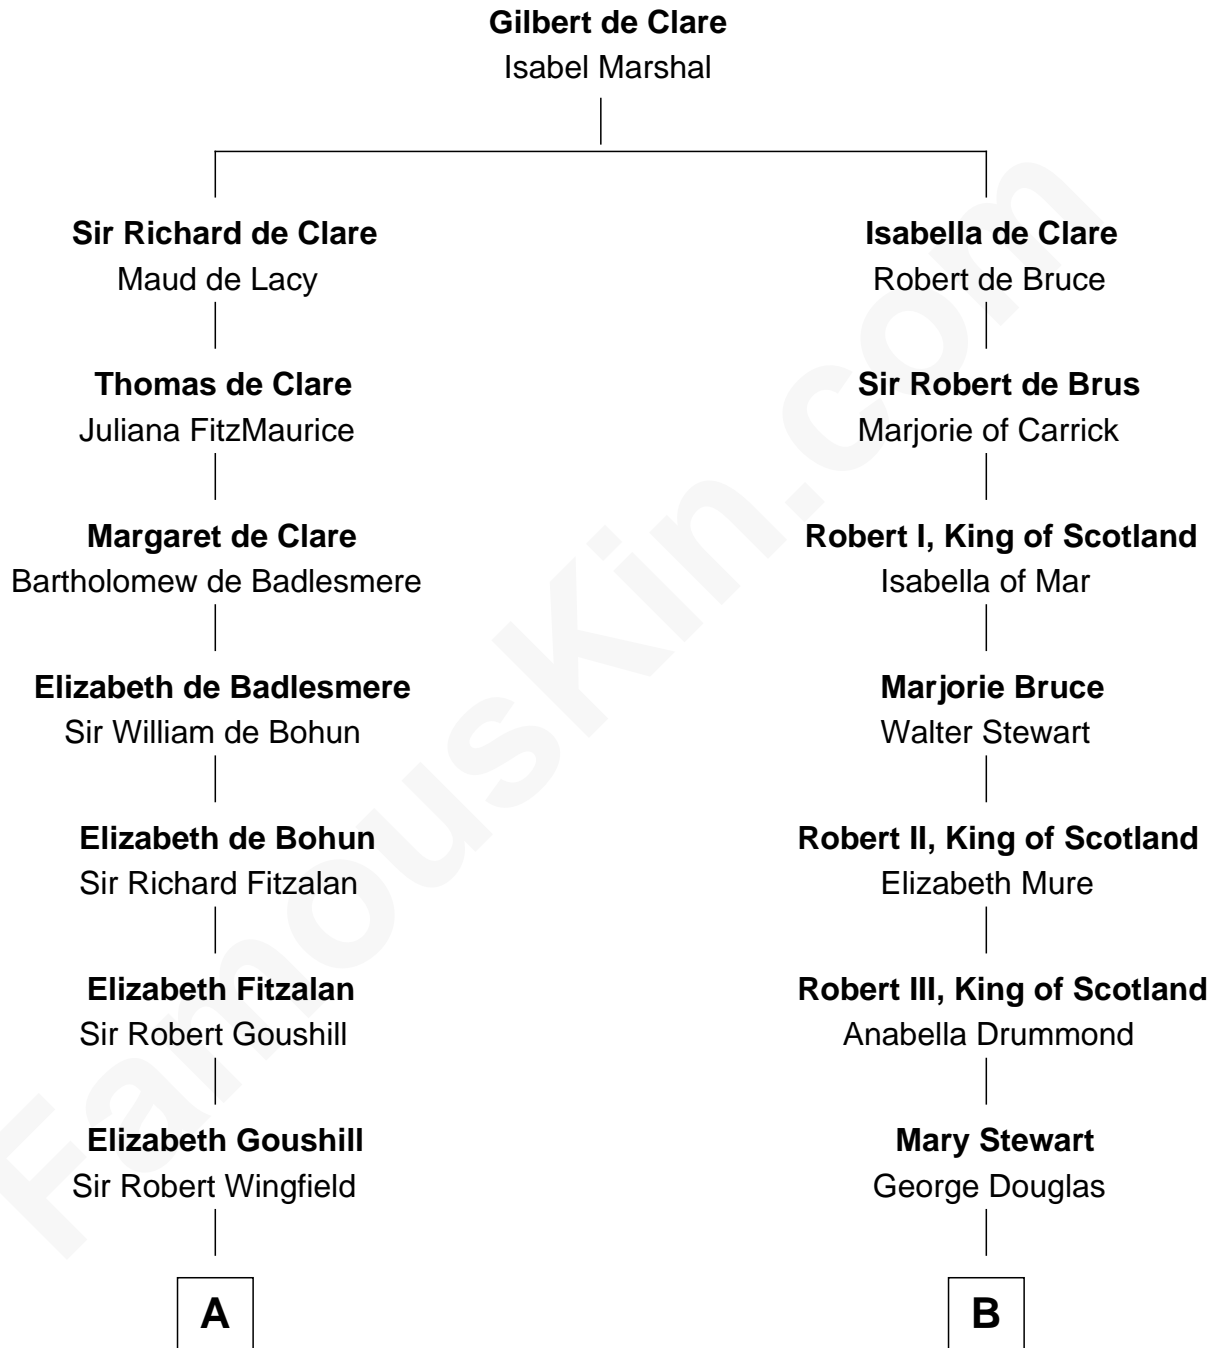 Gilbert de Clare
Isabel Marshal
Sir Richard de Clare
Maud de Lacy
Thomas de Clare
Juliana FitzMaurice
Margaret de Clare
Bartholomew de Badlesmere
Elizabeth de Badlesmere
Sir William de Bohun
Elizabeth de Bohun
Sir Richard Fitzalan
Elizabeth Fitzalan
Sir Robert Goushill
Elizabeth Goushill
Sir Robert Wingfield
A
Isabella de Clare
Robert de Bruce
Sir Robert de Brus
Marjorie of Carrick
Robert I, King of Scotland
Isabella of Mar
Marjorie Bruce
Walter Stewart
Robert II, King of Scotland
Elizabeth Mure
Robert III, King of Scotland
Anabella Drummond
Mary Stewart
George Douglas
B
FamousKin.com